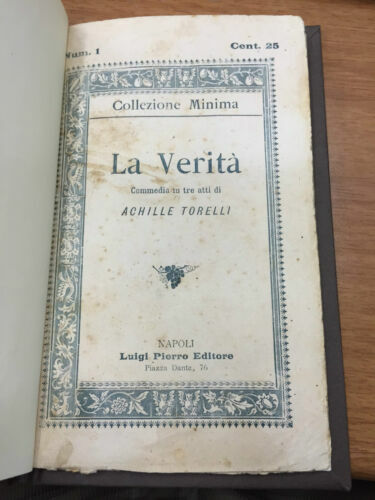 Num. 1 Cent. 25
Collezione Minima
La Verità
Commedia in tre atti di
ACHILLE TORELLI
NAPOLI
Luigi Pierro Editore
Piazza Dante, 76